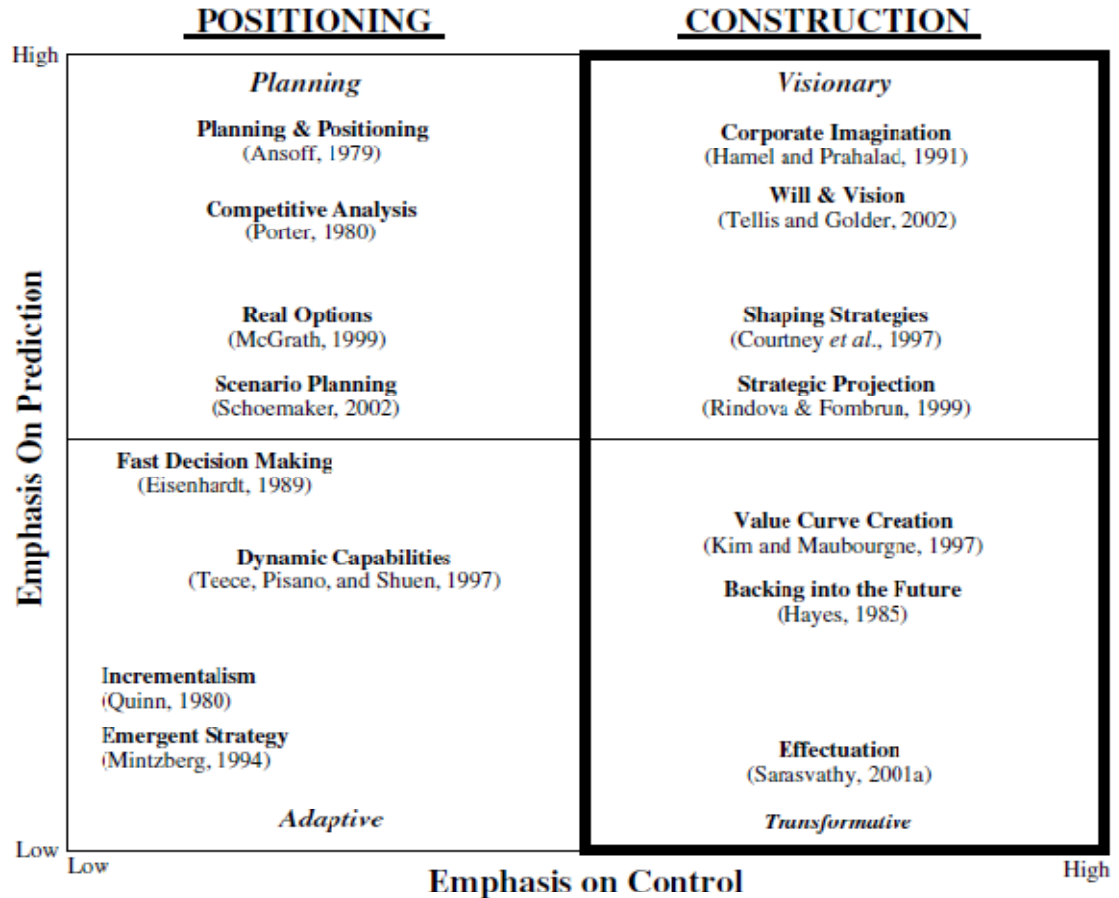 POSITIONING
CONSTRUCTION
High
Planning
Planning & Positioning
(Ansoff, 1979)
Competitive Analysis
(Porter, 1980)
Real Options
(McGrath, 1999)
Scenario Planning
(Schoemaker, 2002)
Visionary
Corporate Imagination
(Hamel and Prahalad, 1991)
Will & Vision
(Tellis and Golder, 2002)
Shaping Strategies
(Courtney et al., 1997)
Strategic Projection
(Rindova & Fombrun, 1999)
Emphasis On Prediction
Fast Decision Making
(Eisenhardt, 1989)
Dynamic Capabilities
(Teece, Pisano, and Shuen, 1997)
Incrementalism
(Quinn, 1980)
Emergent Strategy
(Mintzberg, 1994)
Adaptive
Value Curve Creation
(Kim and Maubourgne, 1997)
Backing into the Future
(Hayes, 1985)
Effectuation
(Sarasvathy, 2001a)
Transformative
Low
Low
Emphasis on Control
High